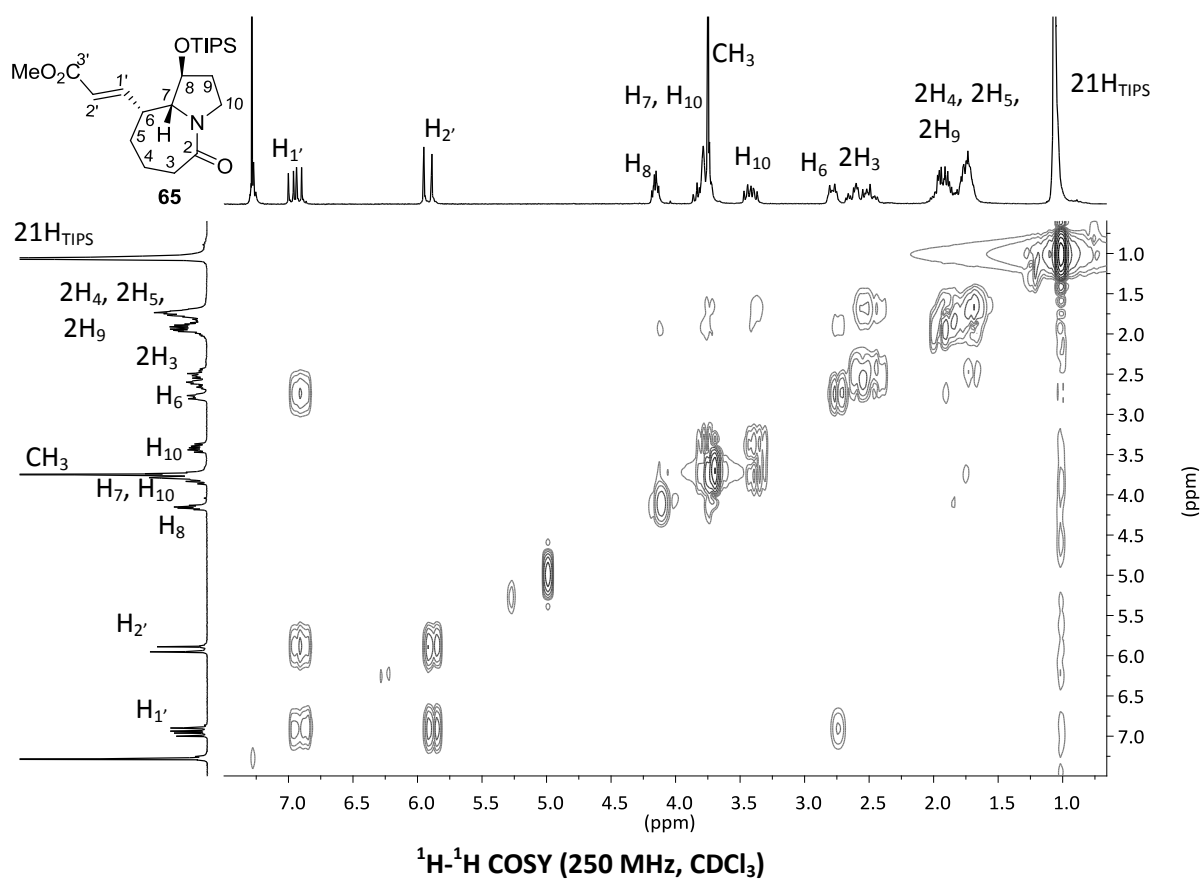 OTIPS
3'
MeO2C
1'
2'
7
8
9
10
6
H
N
5
4
3
2
O
65
H1'
H2'
H8
H7, H10
CH3
H10
H6
2H3
2H4, 2H5,
2H9
21HTIPS
21HTIPS
2H4, 2H5,
2H9
2H3
H6
H10
CH3
H7, H10
H8
H2'
H1'
1.0
1.5
2.0
2.5
3.0
3.5
4.0
4.5
5.0
5.5
6.0
6.5
7.0
(ppm)
7.0 6.5 6.0 5.5 5.0 4.5 4.0 3.5 3.0 2.5 2.0 1.5 1.0
(ppm)
1H-1H COSY (250 MHz, CDCl3)